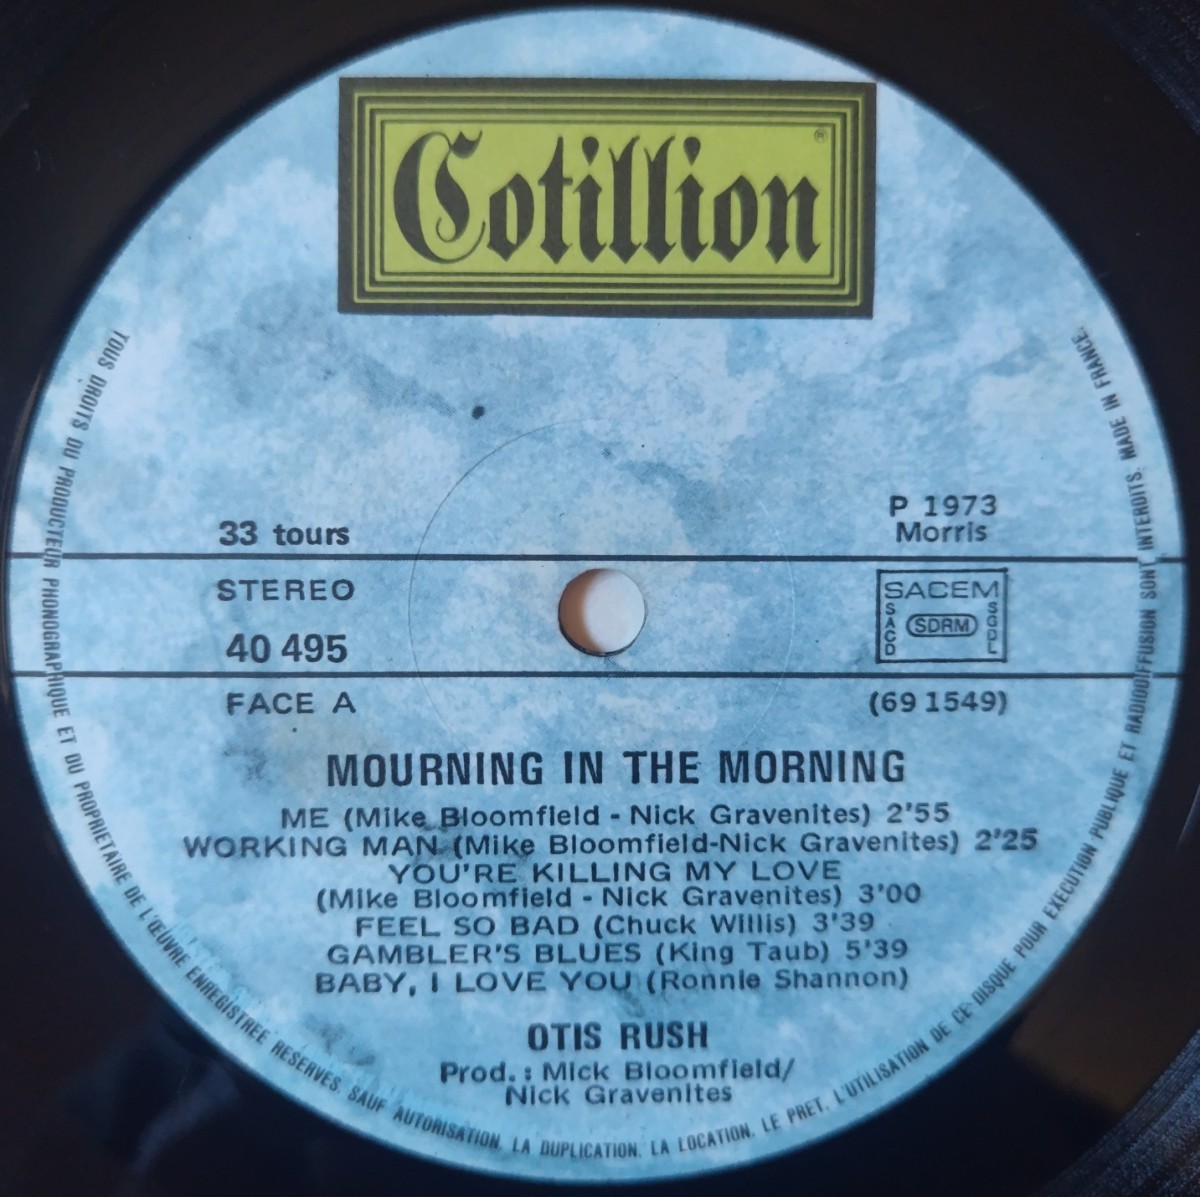 Cotillion ®
33 tours
P 1973
Morris
STEREO
40 495
SACEM
SACD
SDRM
SGDL
FACE A
(69 1549)
MOURNING IN THE MORNING
ME (Mike Bloomfield - Nick Gravenites) 2'55
WORKING MAN (Mike Bloomfield-Nick Gravenites) 2'25
YOU'RE KILLING MY LOVE
(Mike Bloomfield - Nick Gravenites) 3'00
FEEL SO BAD (Chuck Willis) 3'39
GAMBLER'S BLUES (King Taub) 5'39
BABY, I LOVE YOU (Ronnie Shannon)
OTIS RUSH
Prod. : Mick Bloomfield/
Nick Gravenites
TOUS DROITS DU PRODUCTEUR PHONOGRAPHIQUE ET DU PROPRIETAIRE DE L'ŒUVRE ENREGISTREE RESERVES. SAUF AUTORISATION, LA DUPLICATION, LA LOCATION, LE PRET, L'UTILISATION DE CE DISQUE POUR EXECUTION PUBLIQUE ET RADIODIFFUSION SONT INTERDITS. MADE IN FRANCE.